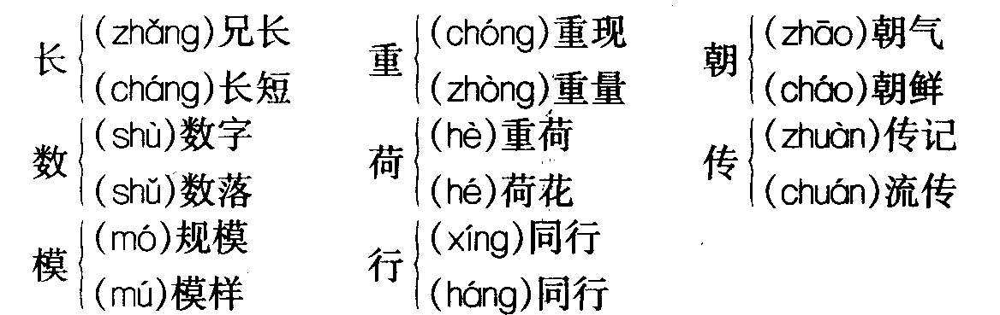 长 (zhǎng)兄长 (cháng)长短
重 (chóng)重现 (zhòng)重量
朝 (zhāo)朝气 (cháo)朝鲜
数 (shù)数字 (shǔ)数落
荷 (hè)重荷 (hé)荷花
传 (zhuàn)传记 (chuán)流传
模 (mó)规模 (mú)模样
行 (xíng)同行 (háng)同行